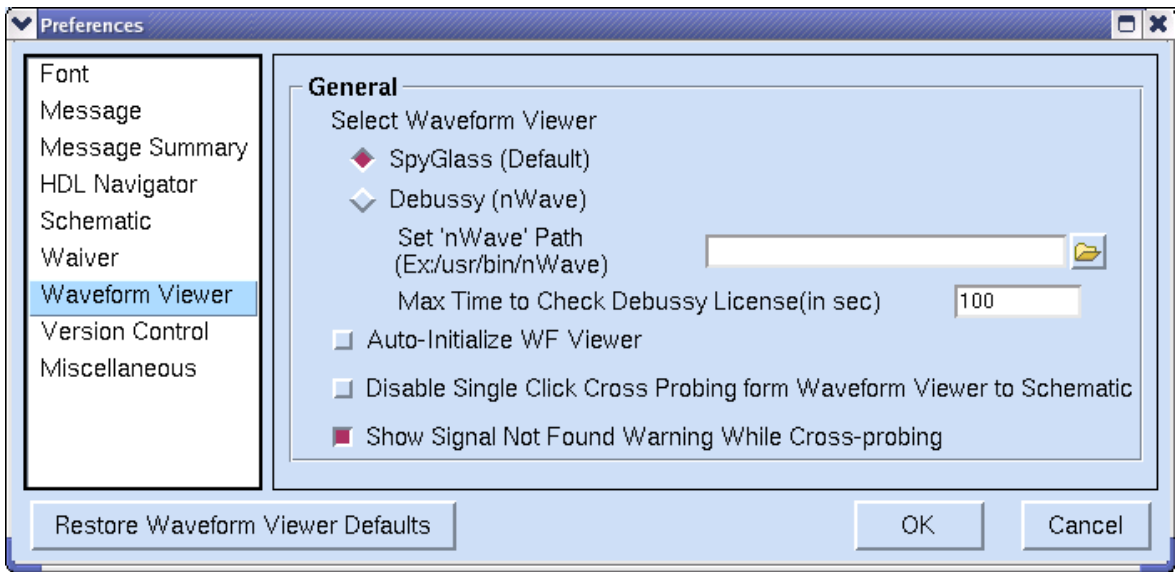 Preferences
Font
Message
Message Summary
HDL Navigator
Schematic
Waiver
Waveform Viewer
Version Control
Miscellaneous
General
Select Waveform Viewer
SpyGlass (Default)
Debussy (nWave)
Set 'nWave' Path
(Ex:/usr/bin/nWave)
Max Time to Check Debussy License(in sec)
100
Auto-Initialize WF Viewer
Disable Single Click Cross Probing form Waveform Viewer to Schematic
Show Signal Not Found Warning While Cross-probing
Restore Waveform Viewer Defaults
OK
Cancel